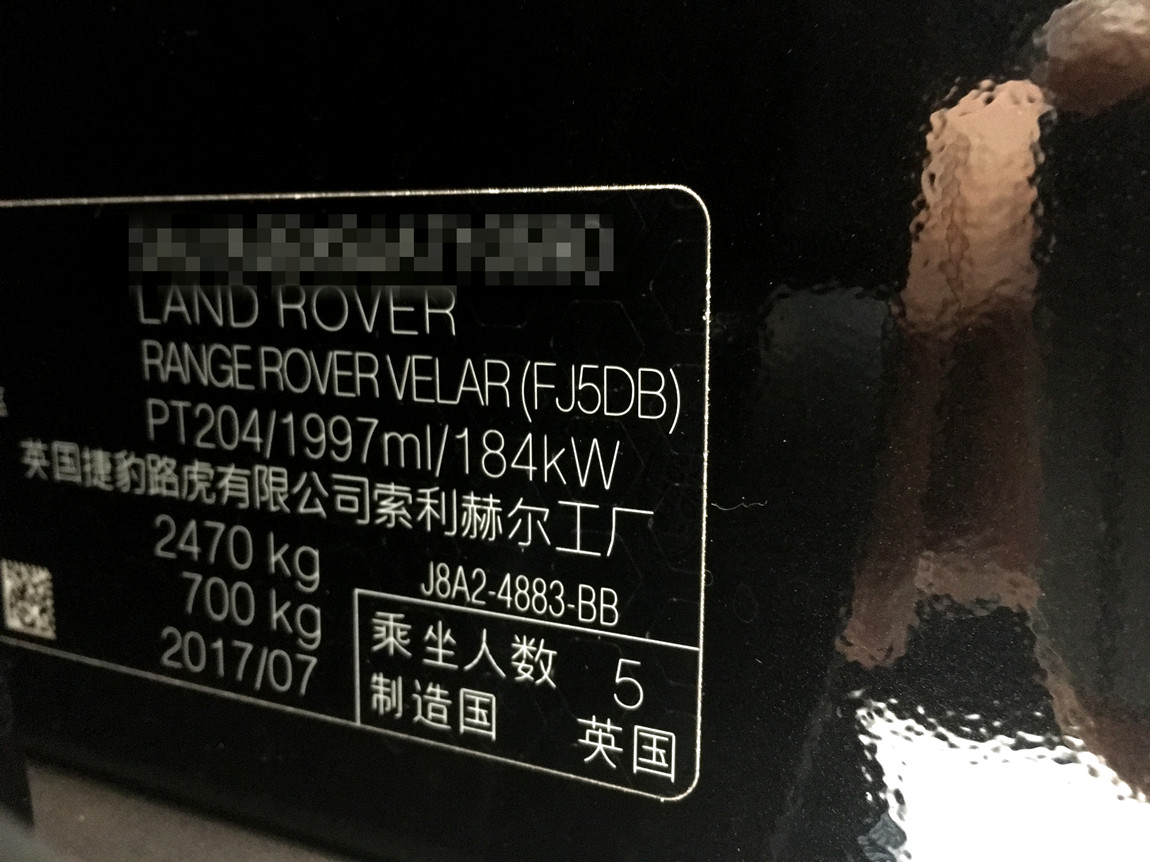 LAND ROVER
RANGE ROVER VELAR (FJ5DB)
PT204/1997ml/184kW
英国捷豹路虎有限公司索利赫尔工厂
2470 kg
700 kg
2017/07
J8A2-4883-BB
乘坐人数 5
制造国 英国